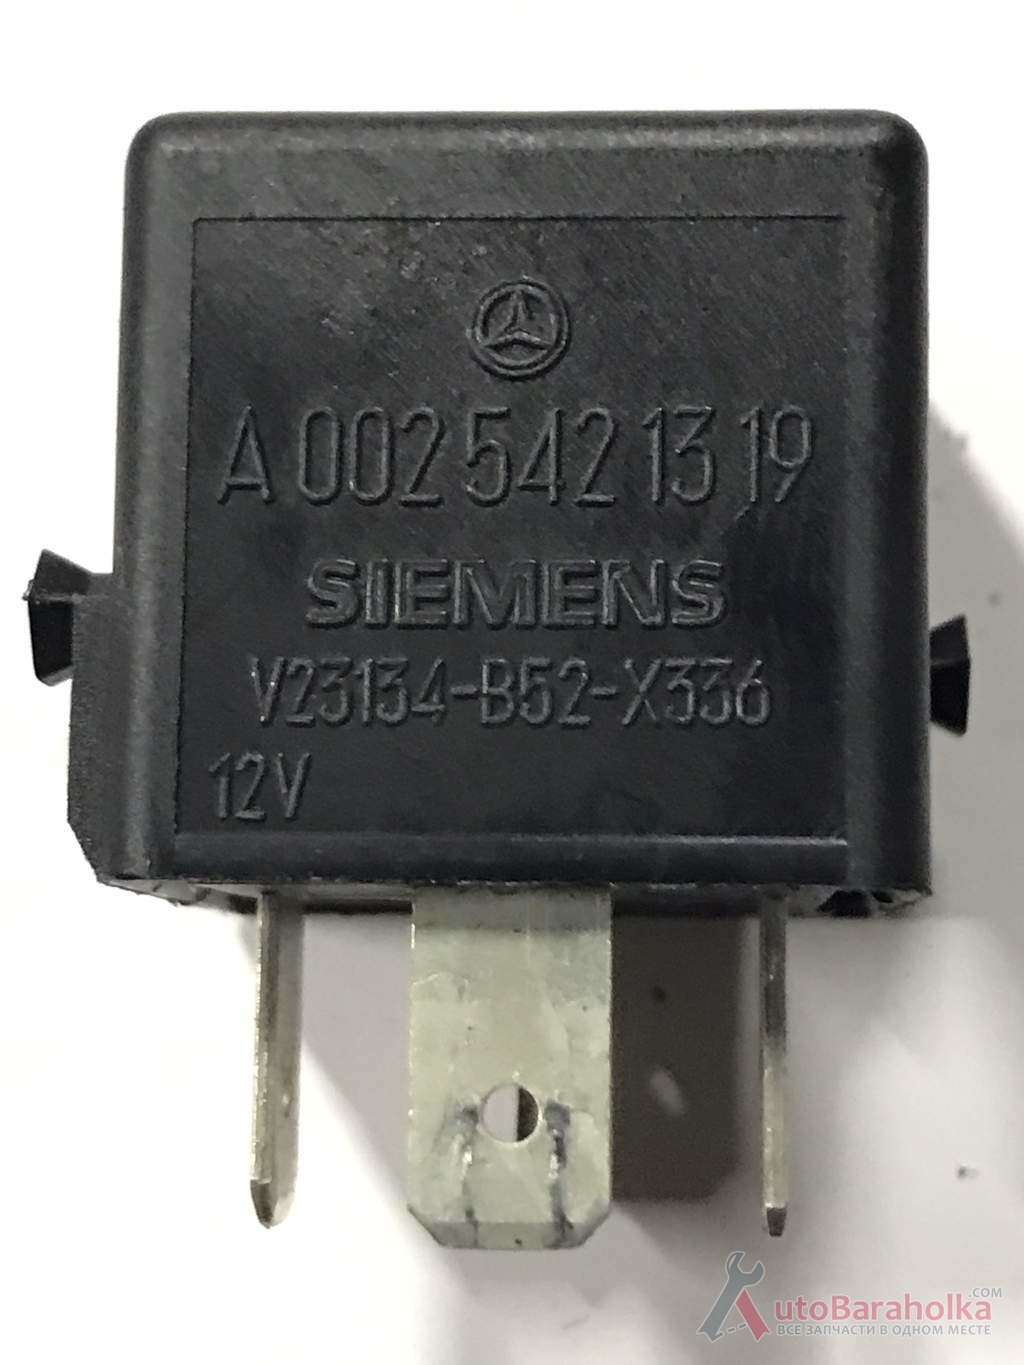 A 002 542 13 19
SIEMENS
V23134-B52-X336
12V
AutoBaraholka.com
ВСЕ ЗАПЧАСТИ В ОДНОМ МЕСТЕ